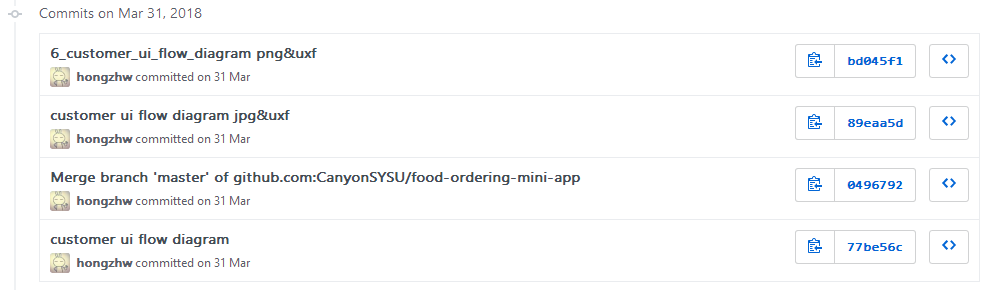 Commits on Mar 31, 2018
6_customer_ui_flow_diagram png&uxf
hongzhw committed on 31 Mar
bd045f1
customer ui flow diagram jpg&uxf
hongzhw committed on 31 Mar
89eaa5d
Merge branch 'master' of github.com:CanyonSYSU/food-ordering-mini-app
hongzhw committed on 31 Mar
0496792
customer ui flow diagram
hongzhw committed on 31 Mar
77be56c